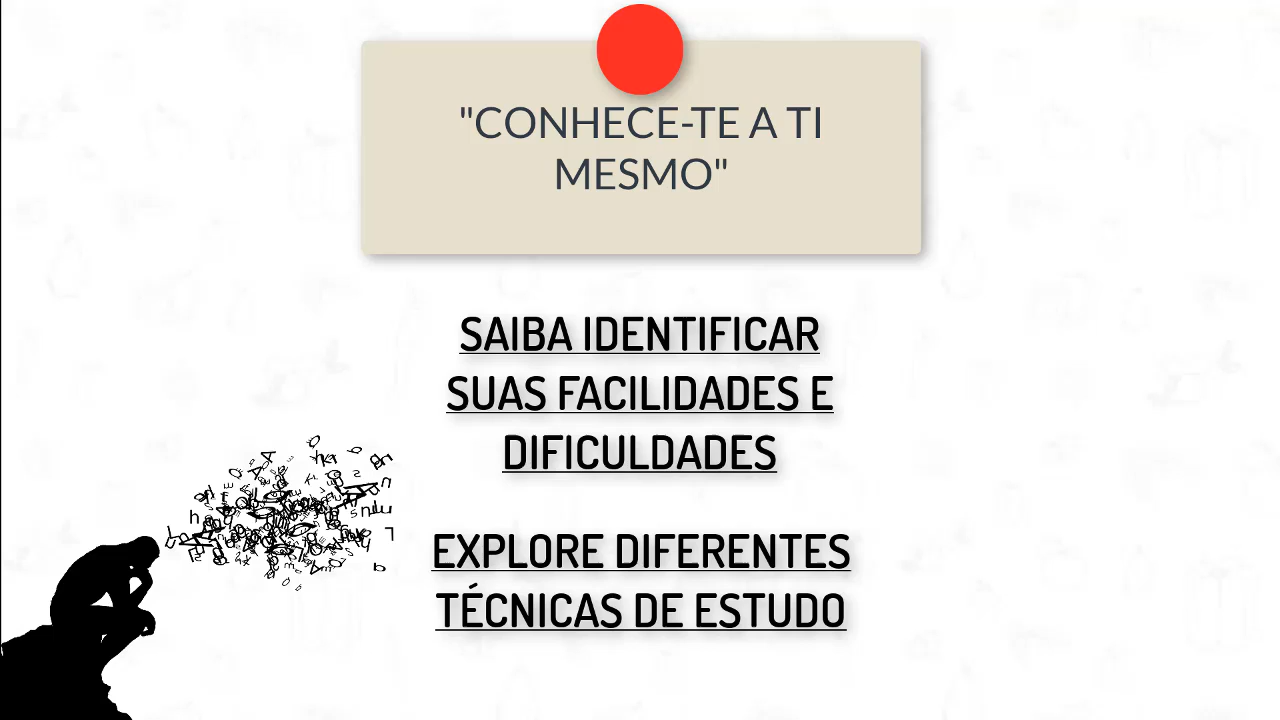 "CONHECE-TE A TI
MESMO"
SAIBA IDENTIFICAR
SUAS FACILIDADES E
DIFICULDADES
EXPLORE DIFERENTES
TÉCNICAS DE ESTUDO